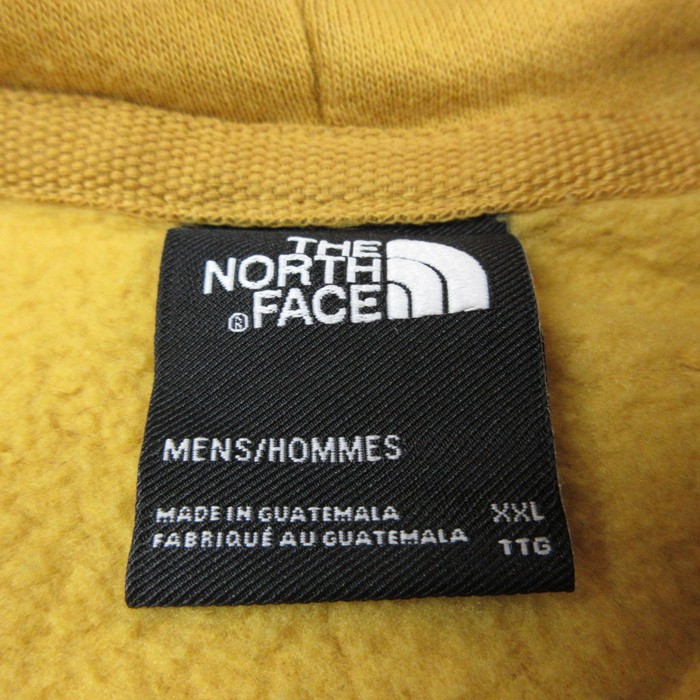 THE
NORTH
® FACE
MENS/HOMMES
MADE IN GUATEMALA XXL
FABRIQUÉ AU GUATEMALA TTG